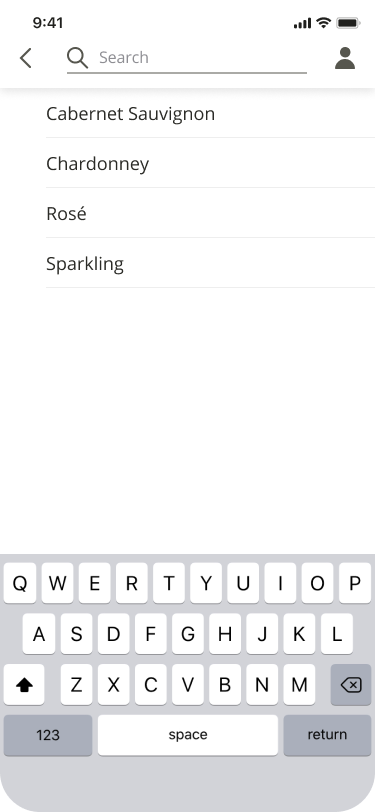 9:41
Search
Cabernet Sauvignon
Chardonney
Rosé
Sparkling
Q W E R T Y U I O P
A S D F G H J K L
Z X C V B N M
123 space return